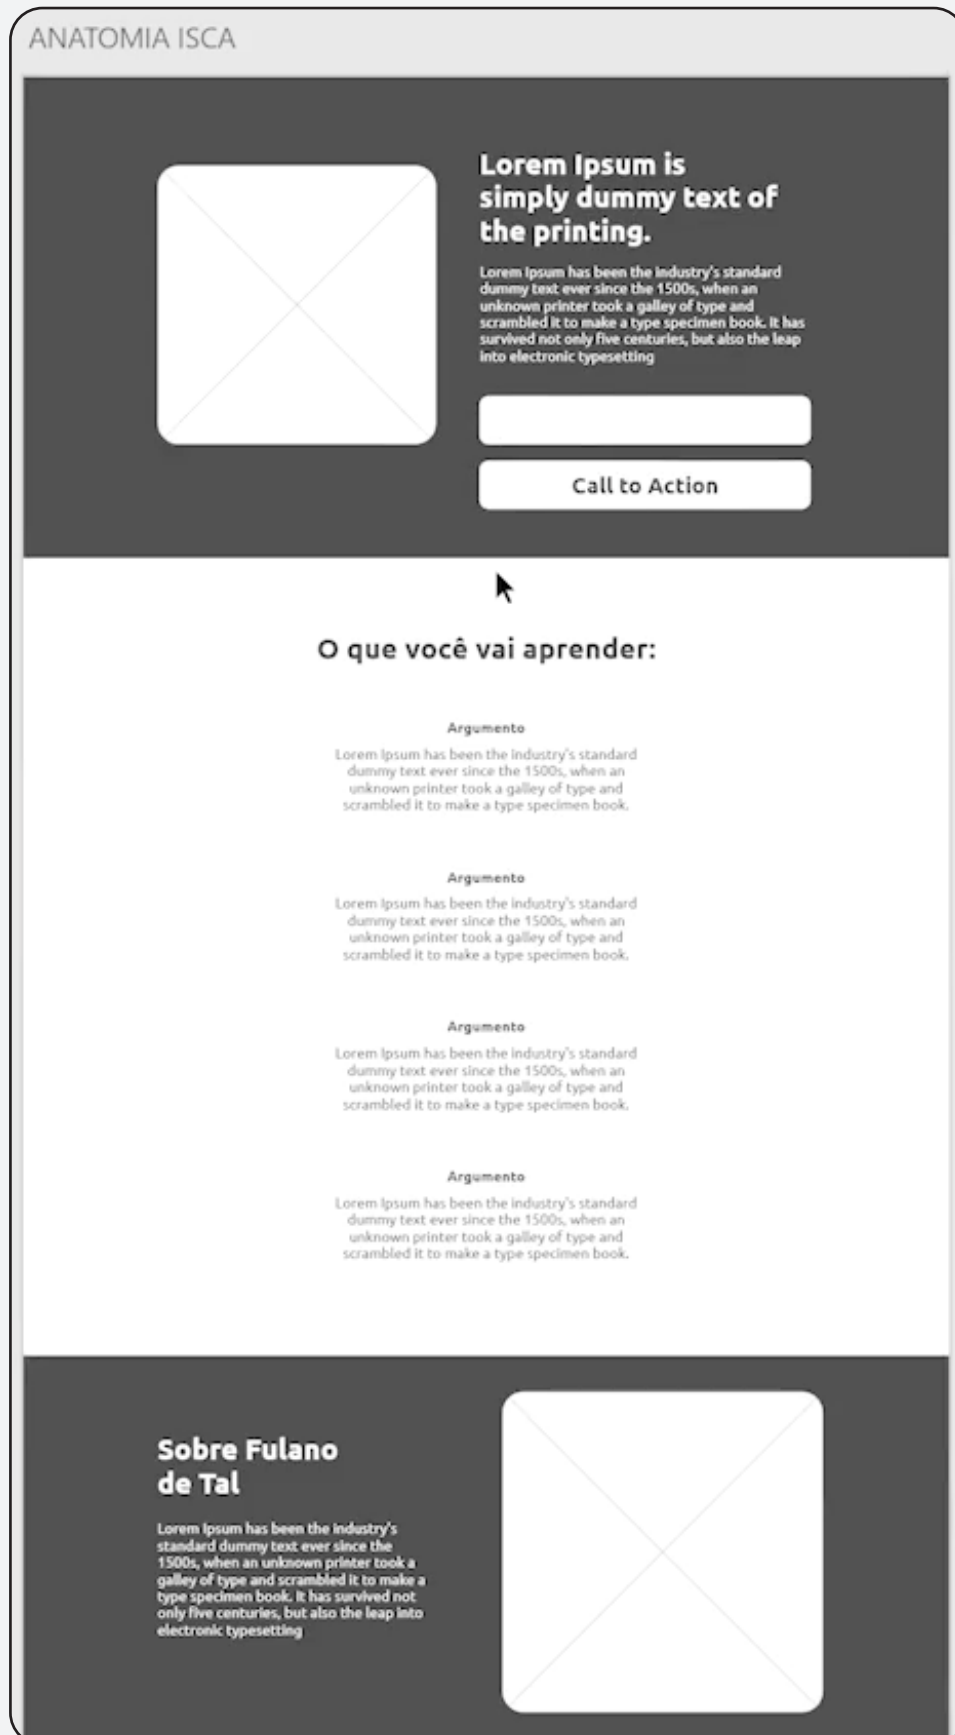 ANATOMIA ISCA
Lorem Ipsum is
simply dummy text of
the printing.
Lorem Ipsum has been the industry's standard
dummy text ever since the 1500s, when an
unknown printer took a galley of type and
scrambled it to make a type specimen book. It has
survived not only five centuries, but also the leap
into electronic typesetting
Call to Action
O que você vai aprender:
Argumento
Lorem Ipsum has been the industry's standard
dummy text ever since the 1500s, when an
unknown printer took a galley of type and
scrambled it to make a type specimen book.
Argumento
Lorem Ipsum has been the industry's standard
dummy text ever since the 1500s, when an
unknown printer took a galley of type and
scrambled it to make a type specimen book.
Argumento
Lorem Ipsum has been the industry's standard
dummy text ever since the 1500s, when an
unknown printer took a galley of type and
scrambled it to make a type specimen book.
Argumento
Lorem Ipsum has been the industry's standard
dummy text ever since the 1500s, when an
unknown printer took a galley of type and
scrambled it to make a type specimen book.
Sobre Fulano
de Tal
Lorem Ipsum has been the industry's
standard dummy text ever since the
1500s, when an unknown printer took a
galley of type and scrambled it to make a
type specimen book. It has survived not
only five centuries, but also the leap into
electronic typesetting